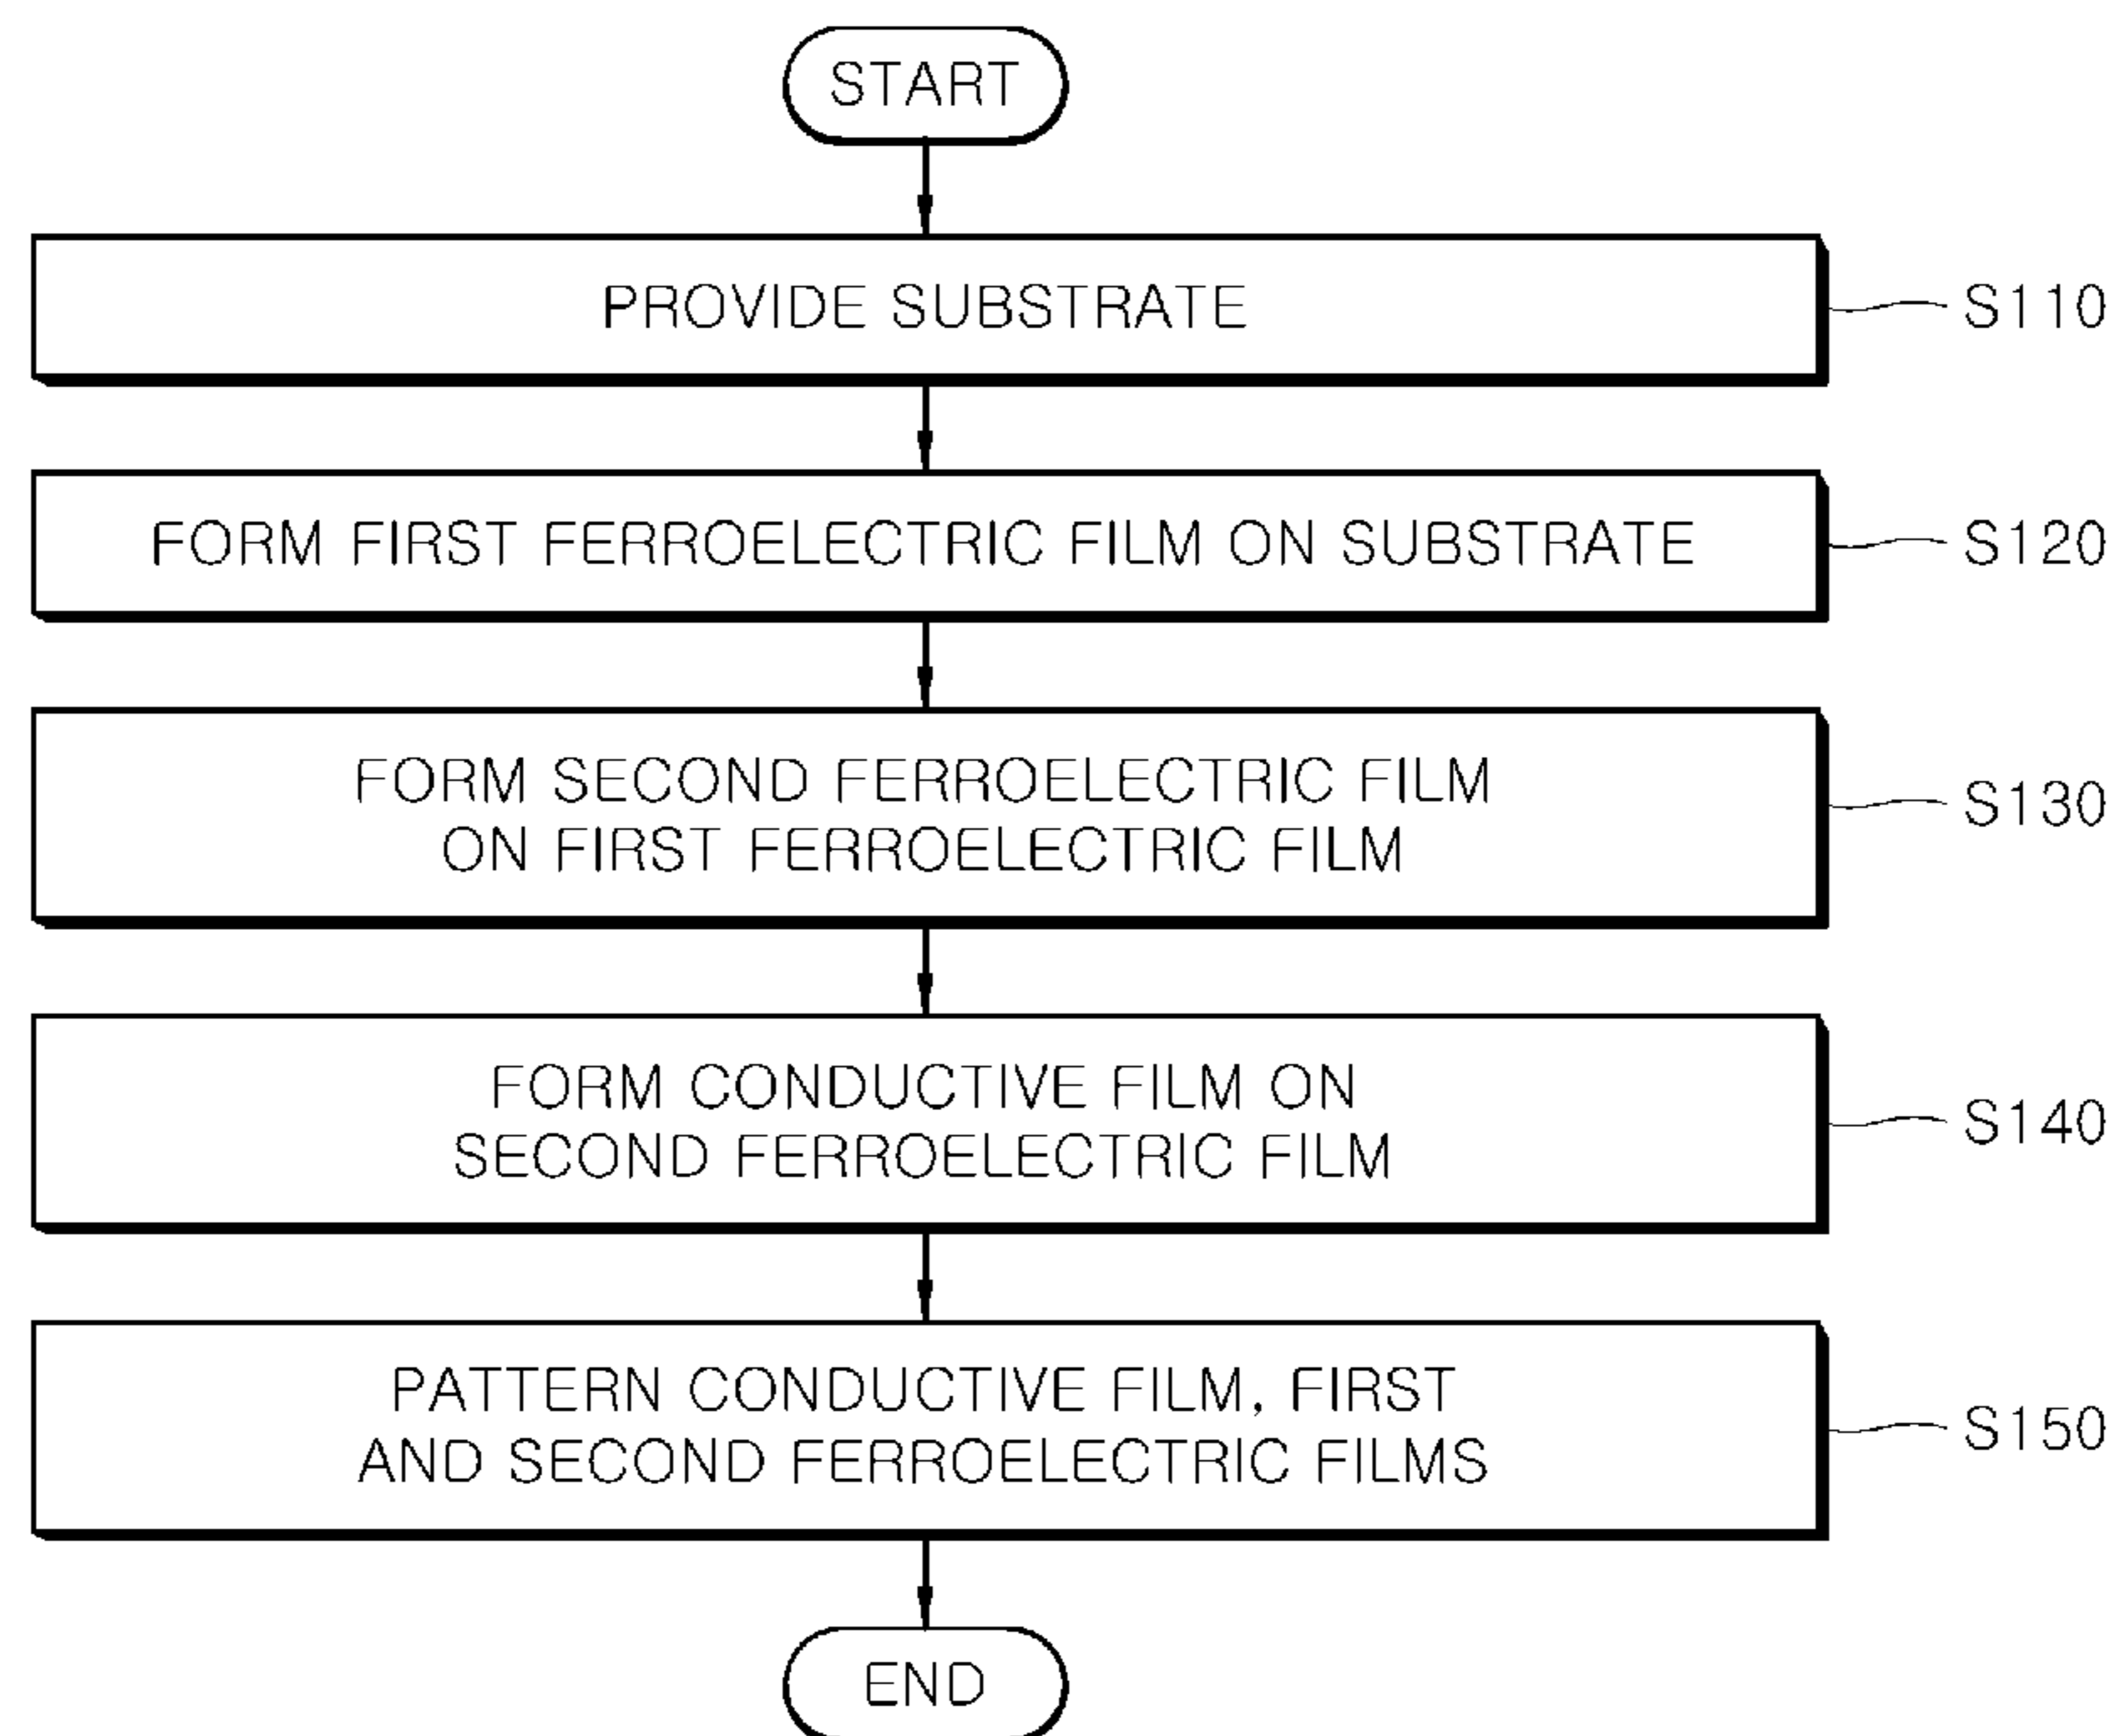 START
PROVIDE SUBSTRATE
S110
FORM FIRST FERROELECTRIC FILM ON SUBSTRATE
S120
FORM SECOND FERROELECTRIC FILM
ON FIRST FERROELECTRIC FILM
S130
FORM CONDUCTIVE FILM ON
SECOND FERROELECTRIC FILM
S140
PATTERN CONDUCTIVE FILM, FIRST
AND SECOND FERROELECTRIC FILMS
S150
END